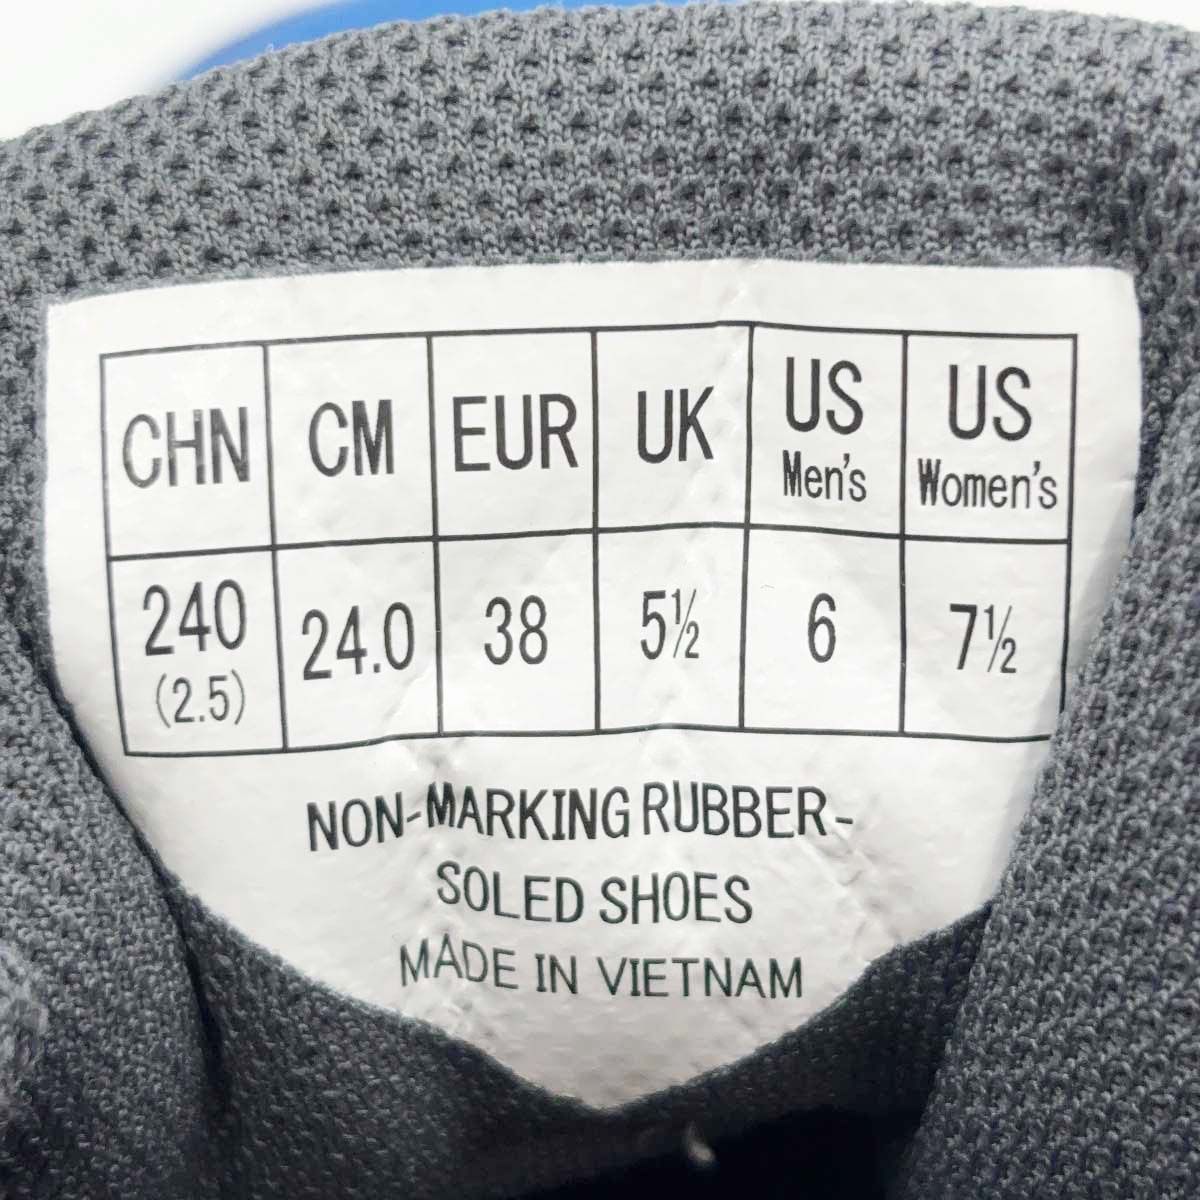 CHN CM EUR UK US Men's US Women's
240 (2.5) 24.0 38 5½ 6 7½
NON-MARKING RUBBER-
SOLED SHOES
MADE IN VIETNAM